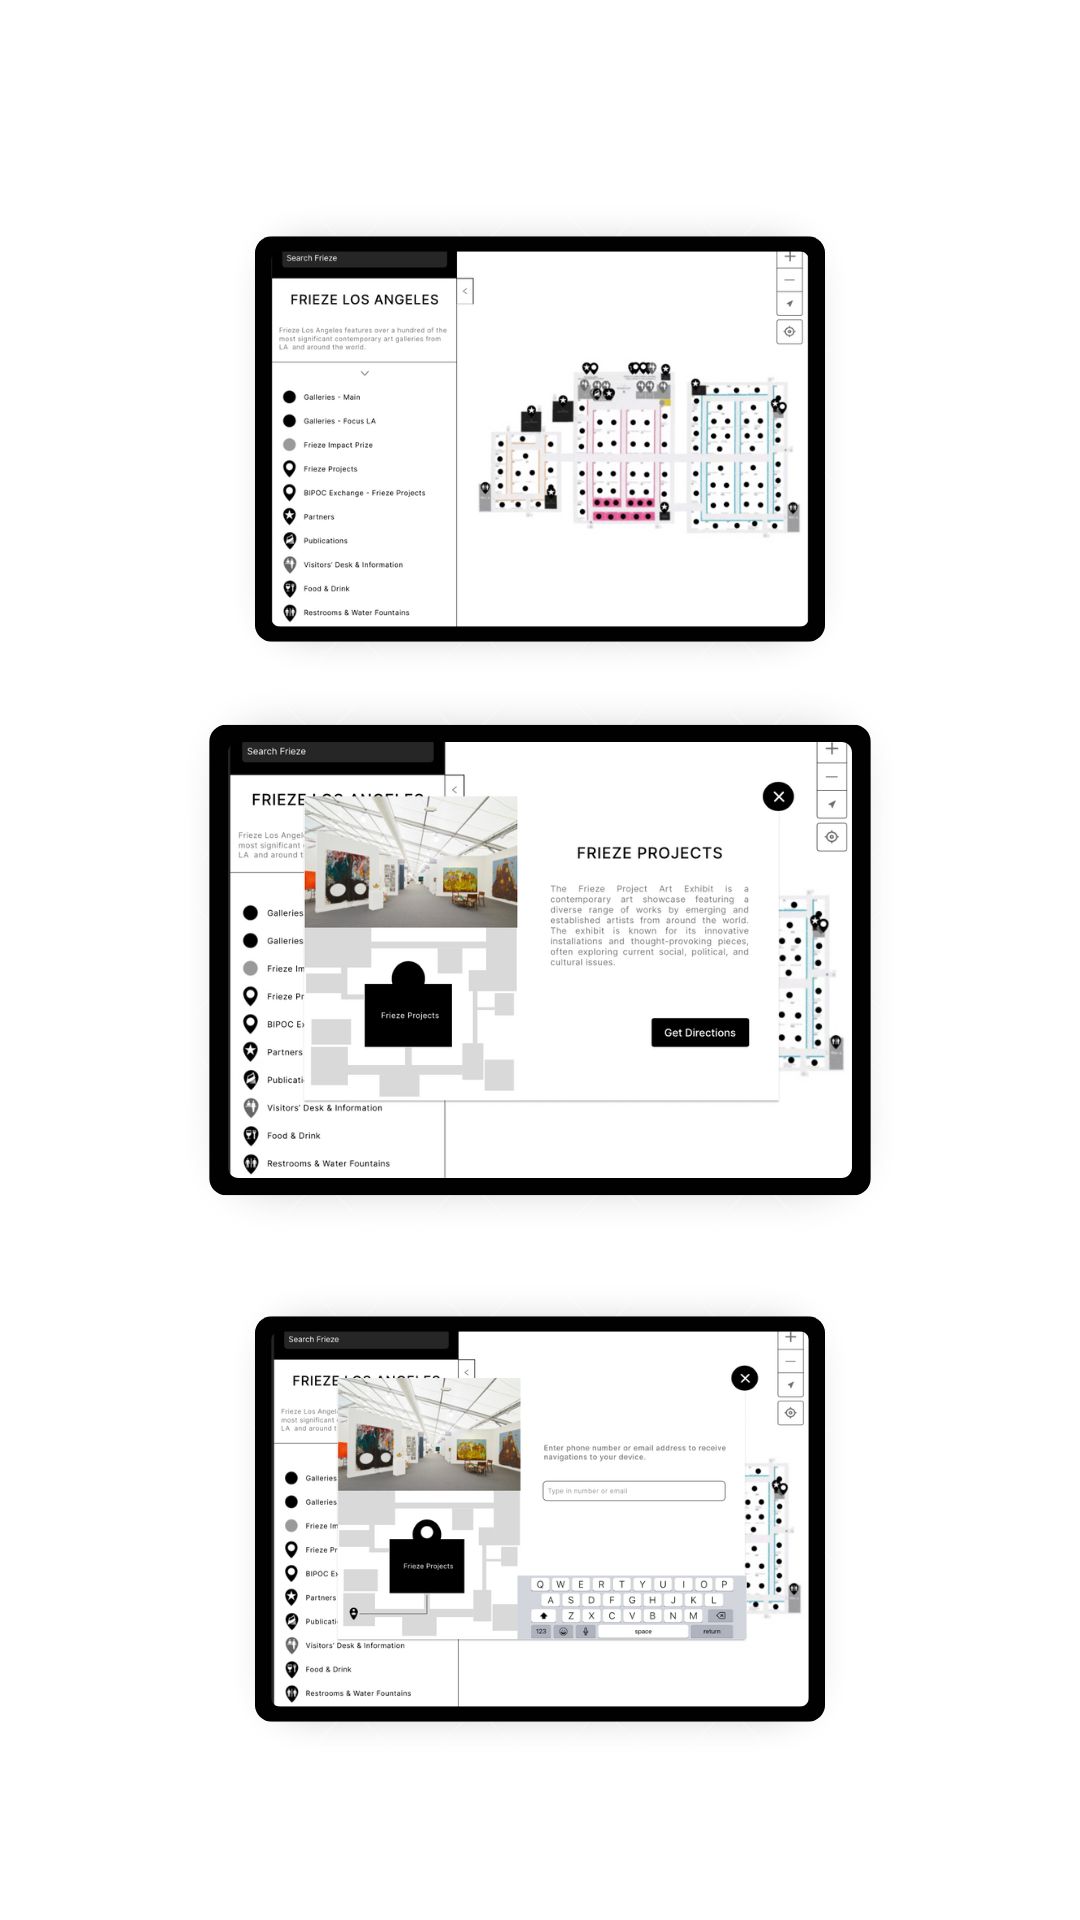 Search Frieze
FRIEZE LOS ANGELES
Frieze Los Angeles features over a hundred of the
most significant contemporary art galleries from
LA and around the world.
Galleries - Main
Galleries - Focus LA
Frieze Impact Prize
Frieze Projects
BIPOC Exchange - Frieze Projects
Partners
Publications
Visitors' Desk & Information
Food & Drink
Restrooms & Water Fountains
Search Frieze
FRIEZE LOS ANGELES
Frieze Los Angel
most significant
LA and around t
Galleries
Galleries
Frieze Im
Frieze Pr
BIPOC Ex
Partners
Publicati
Visitors' Desk & Information
Food & Drink
Restrooms & Water Fountains
Frieze Projects
FRIEZE PROJECTS
The Frieze Project Art Exhibit is a
contemporary art showcase featuring a
diverse range of works by emerging and
established artists from around the world.
The exhibit is known for its innovative
installations and thought-provoking pieces,
often exploring current social, political, and
cultural issues.
Get Directions
Search Frieze
FRIEZE LOS ANGELES
Frieze Los Angel
most significant
LA and around t
Galleries
Galleries
Frieze Im
Frieze Pr
BIPOC Ex
Partners
Publicati
Visitors' Desk & Information
Food & Drink
Restrooms & Water Fountains
Frieze Projects
Enter phone number or email address to receive
navigations to your device.
Type in number or email
Q W E R T Y U I O P
A S D F G H J K L
Z X C V B N M
123 space return